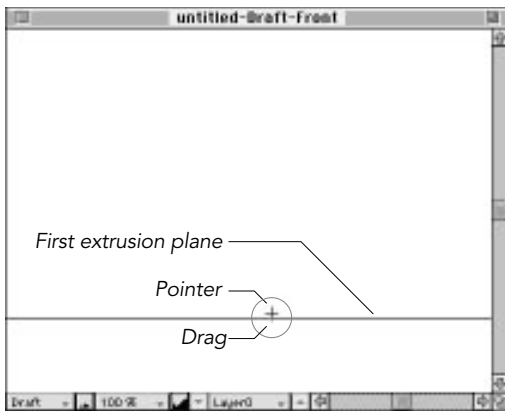 untitled-Draft-Front
First extrusion plane
Pointer
Drag
Draft 100% Layer0